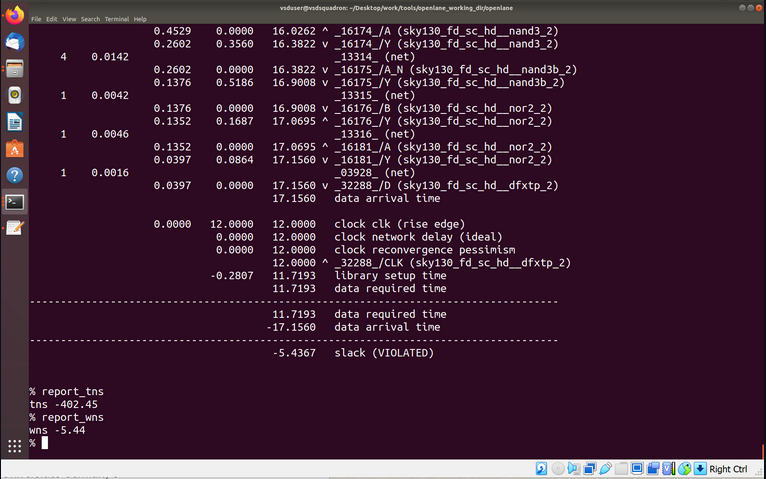 vsduser@vsdsquadron: ~/Desktop/work/tools/openlane_working_dir/openlane
File Edit View Search Terminal Help
0.4529 0.0000 16.0262 ^ _16174_/A (sky130_fd_sc_hd__nand3_2)
0.2602 0.3560 16.3822 v _16174_/Y (sky130_fd_sc_hd__nand3_2)
4 0.0142 _13314_ (net)
0.2602 0.0000 16.3822 v _16175_/A_N (sky130_fd_sc_hd__nand3b_2)
0.1376 0.5186 16.9008 v _16175_/Y (sky130_fd_sc_hd__nand3b_2)
1 0.0042 _13315_ (net)
0.1376 0.0000 16.9008 v _16176_/B (sky130_fd_sc_hd__nor2_2)
0.1352 0.1687 17.0695 ^ _16176_/Y (sky130_fd_sc_hd__nor2_2)
1 0.0046 _13316_ (net)
0.1352 0.0000 17.0695 ^ _16181_/A (sky130_fd_sc_hd__nor2_2)
0.0397 0.0864 17.1560 v _16181_/Y (sky130_fd_sc_hd__nor2_2)
1 0.0016 _03928_ (net)
0.0397 0.0000 17.1560 v _32288_/D (sky130_fd_sc_hd__dfxtp_2)
17.1560 data arrival time
0.0000 12.0000 12.0000 clock clk (rise edge)
0.0000 12.0000 clock network delay (ideal)
0.0000 12.0000 clock reconvergence pessimism
12.0000 ^ _32288_/CLK (sky130_fd_sc_hd__dfxtp_2)
-0.2807 11.7193 library setup time
11.7193 data required time
---------------------------------------------------------------------------------------
11.7193 data required time
-17.1560 data arrival time
---------------------------------------------------------------------------------------
-5.4367 slack (VIOLATED)
% report_tns
tns -402.45
% report_wns
wns -5.44
%
Right Ctrl